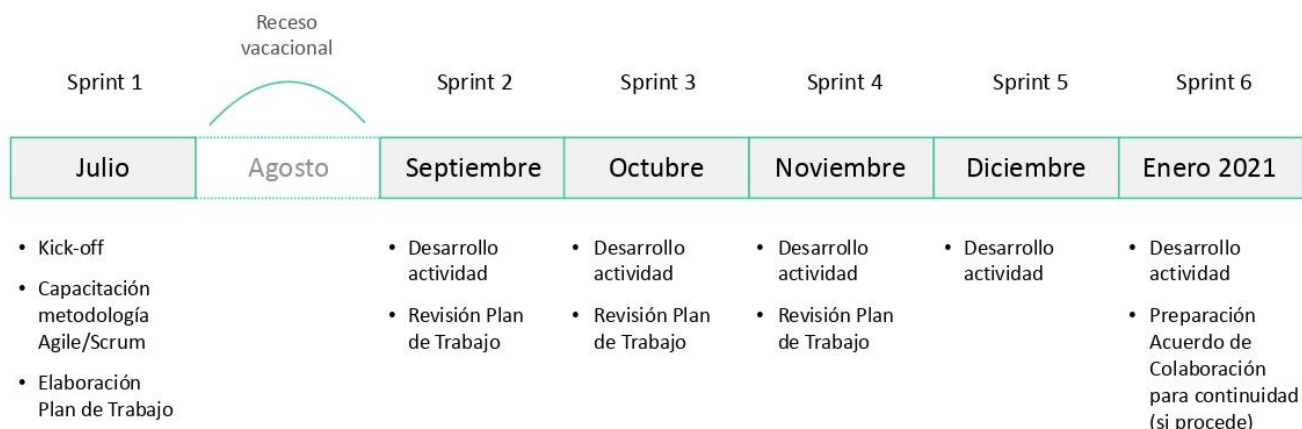 Receso
vacacional
Sprint 1
Sprint 2
Sprint 3
Sprint 4
Sprint 5
Sprint 6
Julio
Agosto
Septiembre
Octubre
Noviembre
Diciembre
Enero 2021
• Kick-off
• Capacitación
metodología
Agile/Scrum
• Elaboración
Plan de Trabajo
• Desarrollo
actividad
• Revisión Plan
de Trabajo
• Desarrollo
actividad
• Revisión Plan
de Trabajo
• Desarrollo
actividad
• Revisión Plan
de Trabajo
• Desarrollo
actividad
• Desarrollo
actividad
• Preparación
Acuerdo de
Colaboración
para continuidad
(si procede)